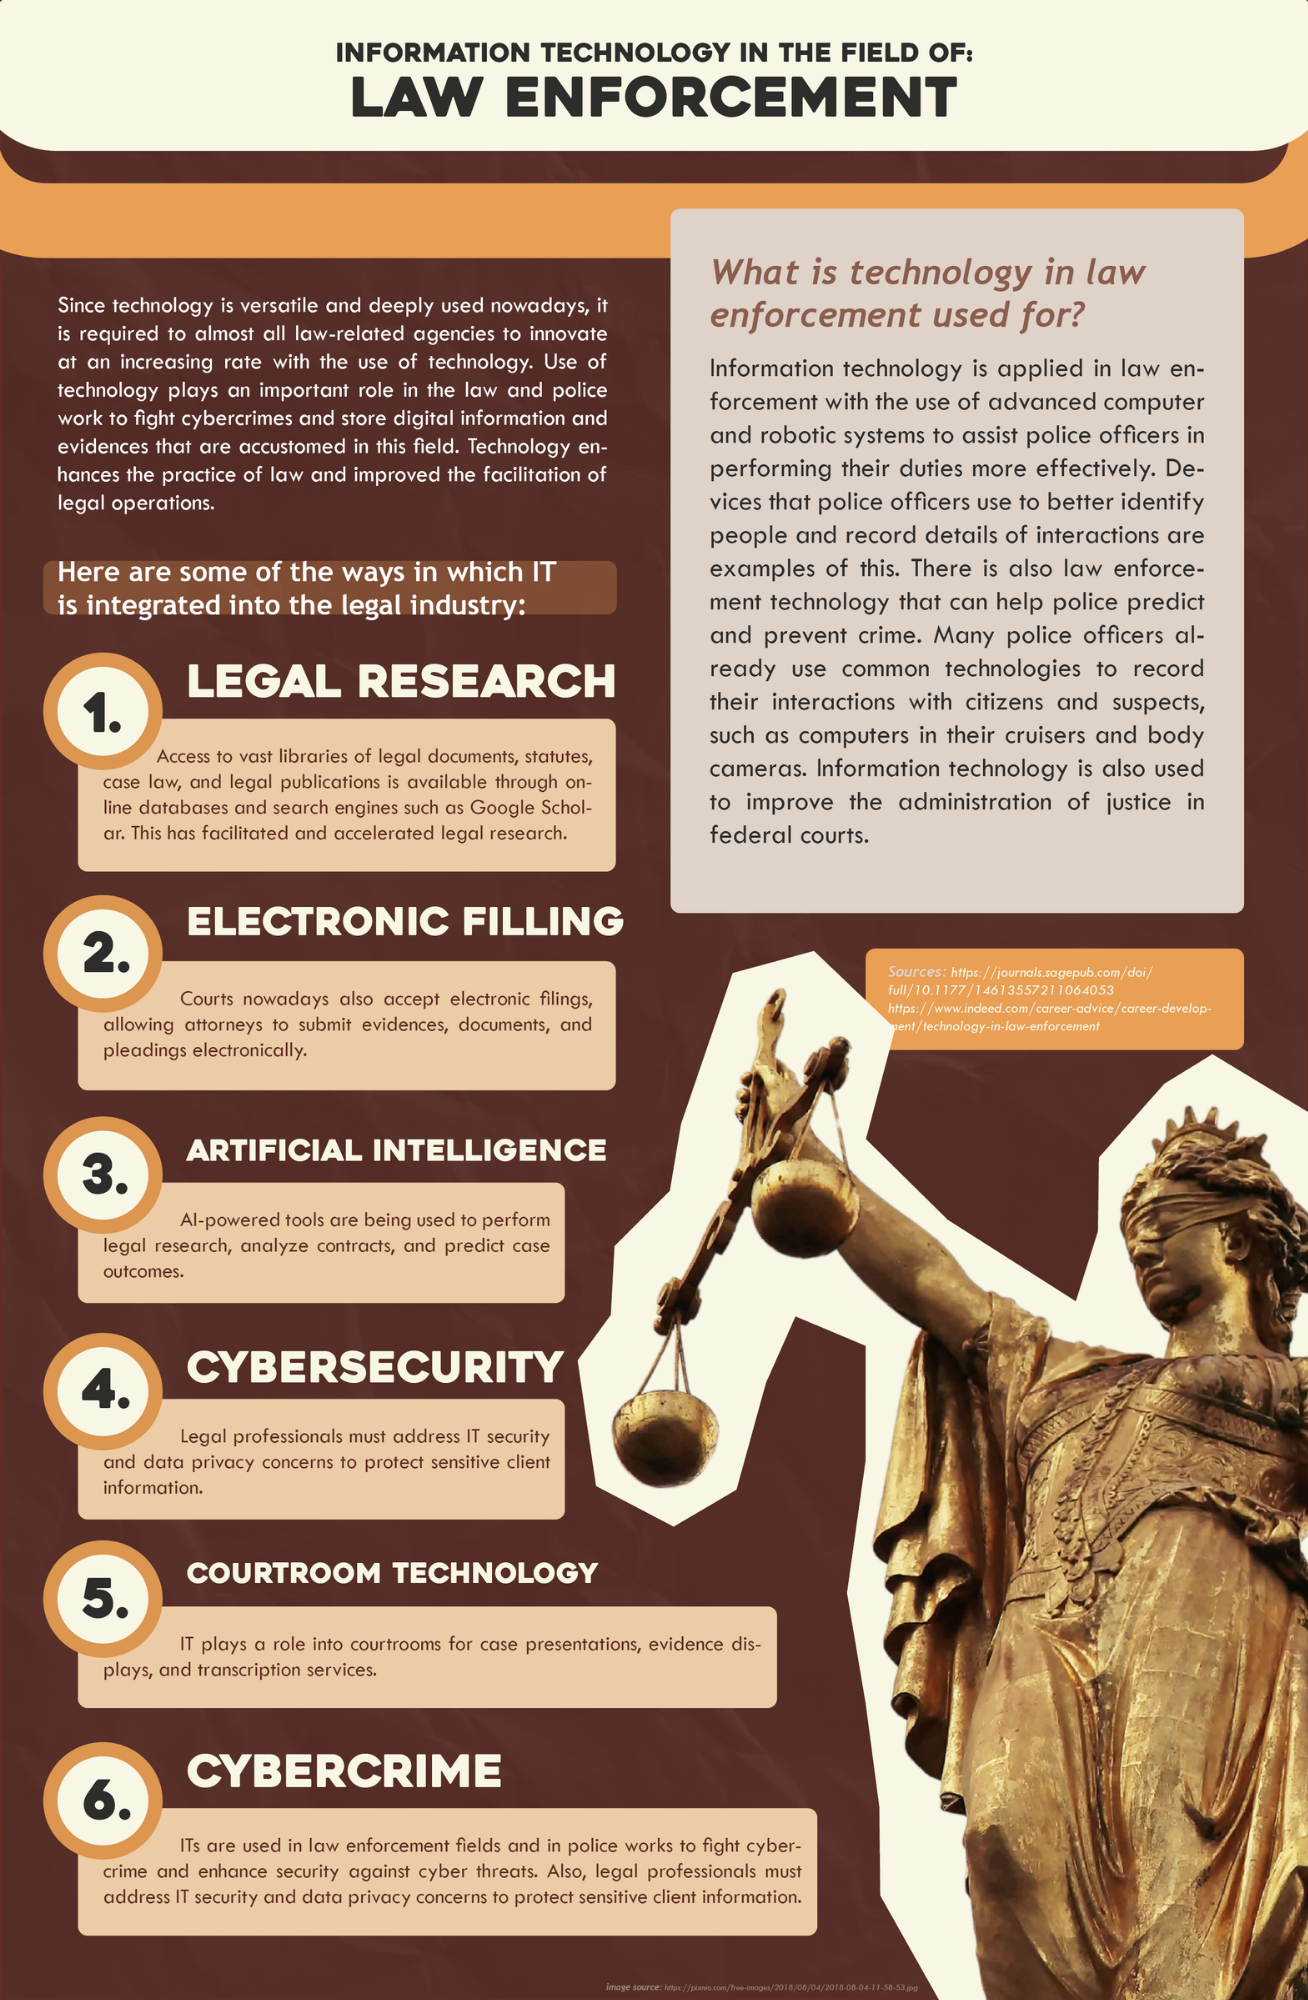 INFORMATION TECHNOLOGY IN THE FIELD OF:
LAW ENFORCEMENT
Since technology is versatile and deeply used nowadays, it
is required to almost all law-related agencies to innovate
at an increasing rate with the use of technology. Use of
technology plays an important role in the law and police
work to fight cybercrimes and store digital information and
evidences that are accustomed in this field. Technology en-
hances the practice of law and improved the facilitation of
legal operations.
Here are some of the ways in which IT
is integrated into the legal industry:
1.
LEGAL RESEARCH
Access to vast libraries of legal documents, statutes,
case law, and legal publications is available through on-
line databases and search engines such as Google Schol-
ar. This has facilitated and accelerated legal research.
2.
ELECTRONIC FILLING
Courts nowadays also accept electronic filings,
allowing attorneys to submit evidences, documents, and
pleadings electronically.
3.
ARTIFICIAL INTELLIGENCE
AI-powered tools are being used to perform
legal research, analyze contracts, and predict case
outcomes.
4.
CYBERSECURITY
Legal professionals must address IT security
and data privacy concerns to protect sensitive client
information.
5.
COURTROOM TECHNOLOGY
IT plays a role into courtrooms for case presentations, evidence dis-
plays, and transcription services.
6.
CYBERCRIME
ITs are used in law enforcement fields and in police works to fight cyber-
crime and enhance security against cyber threats. Also, legal professionals must
address IT security and data privacy concerns to protect sensitive client information.
What is technology in law
enforcement used for?
Information technology is applied in law en-
forcement with the use of advanced computer
and robotic systems to assist police officers in
performing their duties more effectively. De-
vices that police officers use to better identify
people and record details of interactions are
examples of this. There is also law enforce-
ment technology that can help police predict
and prevent crime. Many police officers al-
ready use common technologies to record
their interactions with citizens and suspects,
such as computers in their cruisers and body
cameras. Information technology is also used
to improve the administration of justice in
federal courts.
Sources: https://journals.sagepub.com/doi/
full/10.1177/14613557211064053
https://www.indeed.com/career-advice/career-develop-
ment/technology-in-law-enforcement
image source: https://pixnio.com/free-images/2018/08/04/2018-08-04-11-58-53.jpg